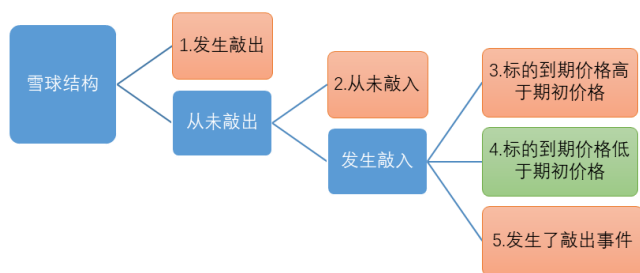 雪球结构
1.发生敲出
从未敲出
2.从未敲入
发生敲入
3.标的到期价格高
于期初价格
4.标的到期价格低
于期初价格
5.发生了敲出事件